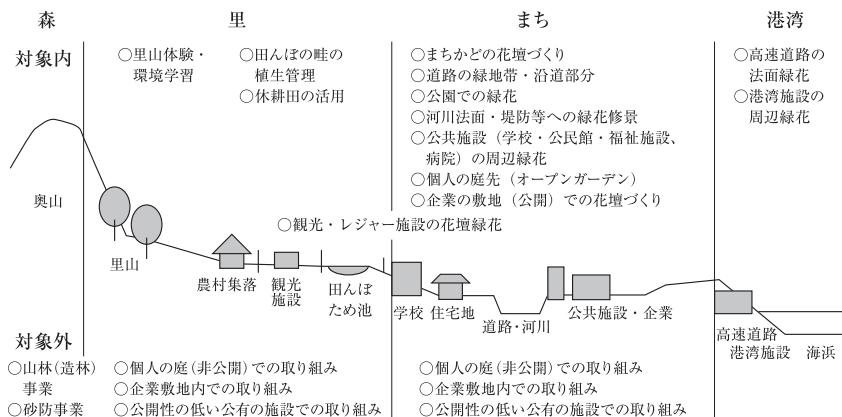 森
里
まち
港湾
対象内
○里山体験・
環境学習
○田んぼの畦の
植生管理
○休耕田の活用
○まちかどの花壇づくり
○道路の緑地帯・沿道部分
○公園での緑花
○河川法面・堤防等への緑花修景
○公共施設（学校・公民館・福祉施設、
病院）の周辺緑花
○個人の庭先（オープンガーデン）
○企業の敷地（公開）での花壇づくり
○高速道路の
法面緑花
○港湾施設の
周辺緑花
○観光・レジャー施設の花壇緑花
奥山
里山
農村集落
観光
施設
田んぼ
ため池
学校
住宅地
道路・河川
公共施設・企業
高速道路
港湾施設
海浜
対象外
○山林（造林）
事業
○砂防事業
○個人の庭（非公開）での取り組み
○企業敷地内での取り組み
○公開性の低い公有の施設での取り組み
○個人の庭（非公開）での取り組み
○企業敷地内での取り組み
○公開性の低い公有の施設での取り組み